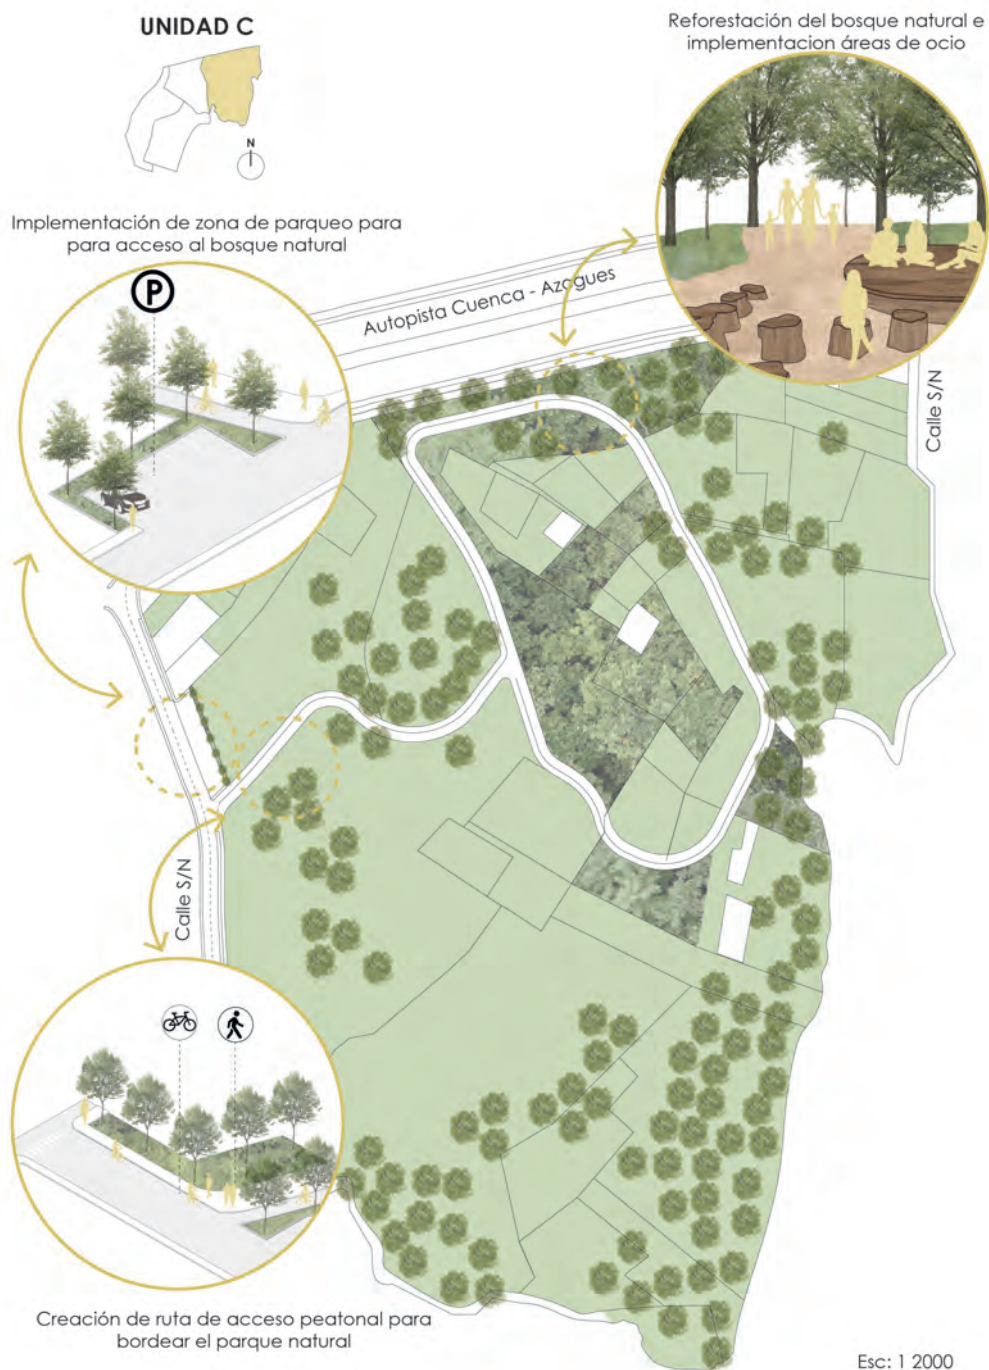 UNIDAD C
N
Reforestación del bosque natural e
implementacion áreas de ocio
Implementación de zona de parqueo para
para acceso al bosque natural
P
Autopista Cuenca - Azogues
Calle S/N
Calle S/N
Creación de ruta de acceso peatonal para
bordear el parque natural
Esc: 1 2000